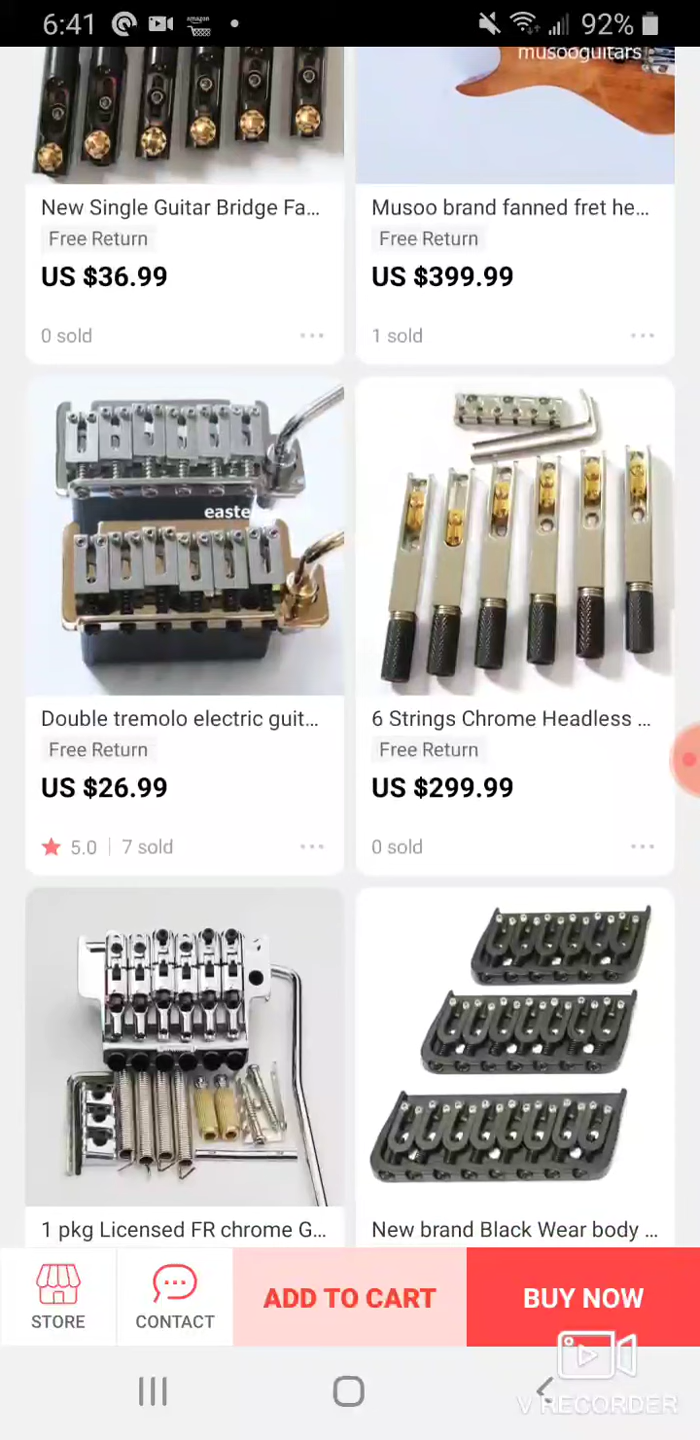 6:41
amazon
92%
musooguitars
New Single Guitar Bridge Fa...
Free Return
US $36.99
0 sold
Musoo brand fanned fret he...
Free Return
US $399.99
1 sold
easte
Double tremolo electric guit...
Free Return
US $26.99
5.0 | 7 sold
6 Strings Chrome Headless ...
Free Return
US $299.99
0 sold
1 pkg Licensed FR chrome G...
New brand Black Wear body ...
STORE
CONTACT
ADD TO CART
BUY NOW
V RECORDER